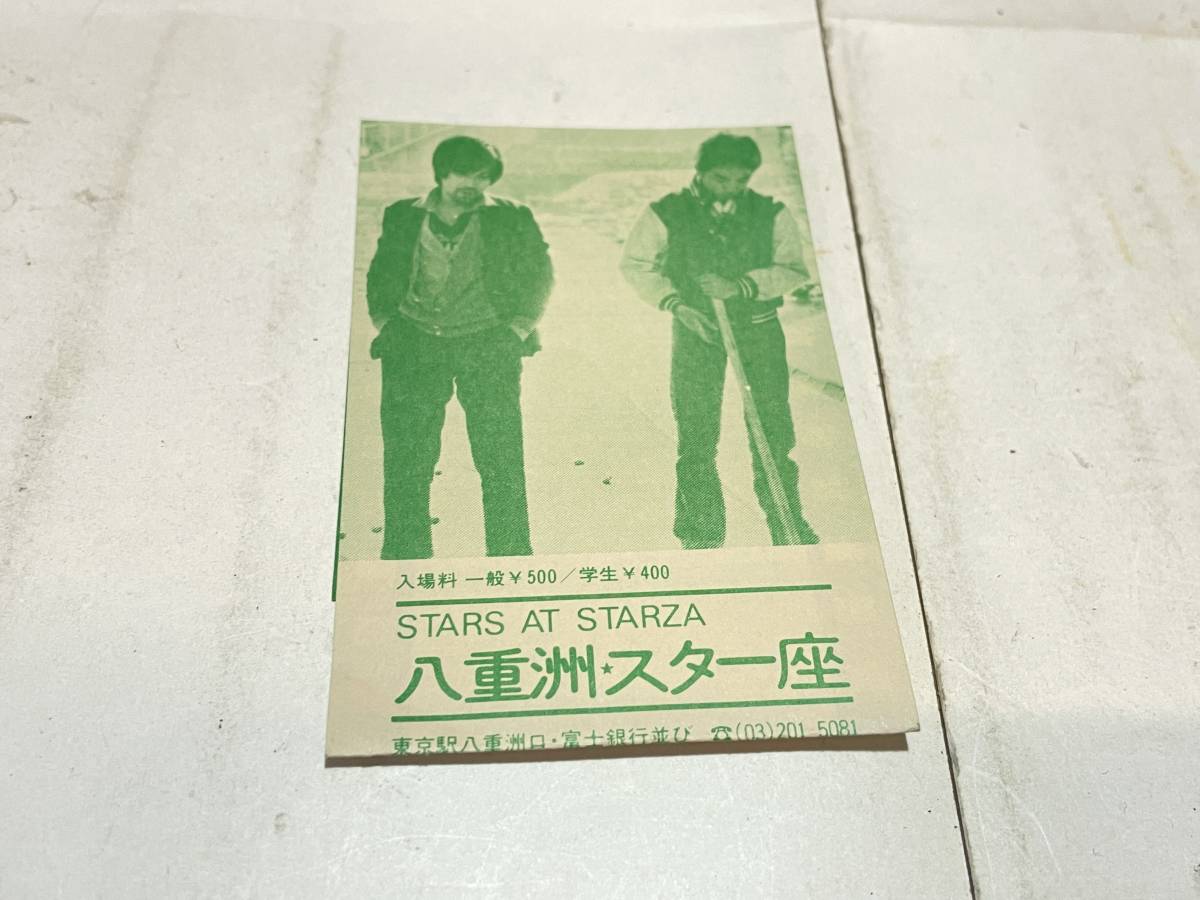 入場料 一般¥500／学生¥400
STARS AT STARZA
八重洲★スター座
東京駅八重洲口・富士銀行並び ☎(03)201-5081